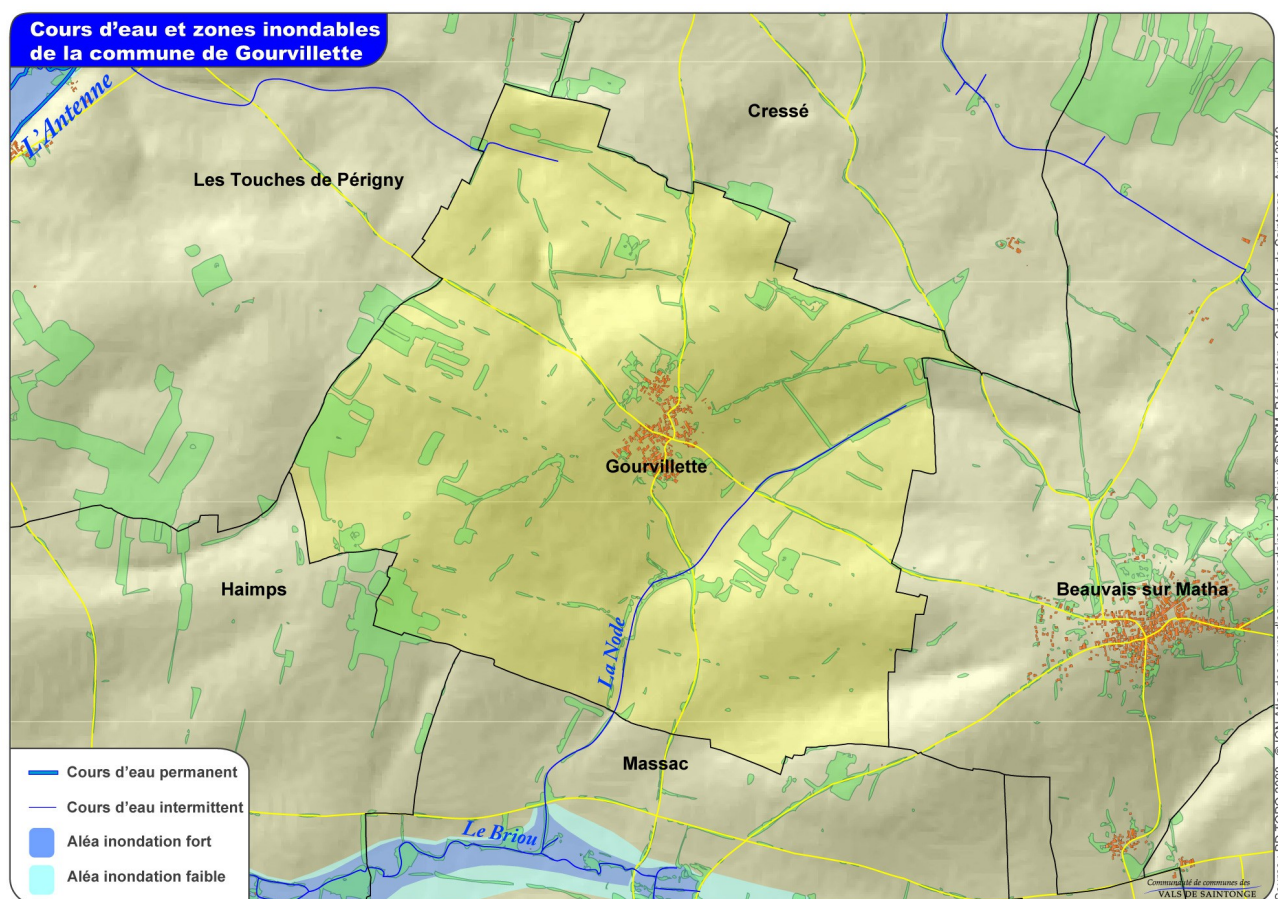 Cours d'eau et zones inondables
de la commune de Gourvillette
L'Antenne
Cressé
Les Touches de Périgny
Gourvillette
Haimps
Beauvais sur Matha
La Node
Massac
Le Briou
Cours d'eau permanent
Cours d'eau intermittent
Aléa inondation fort
Aléa inondation faible
Communauté de communes des
VALS DE SAINTONGE